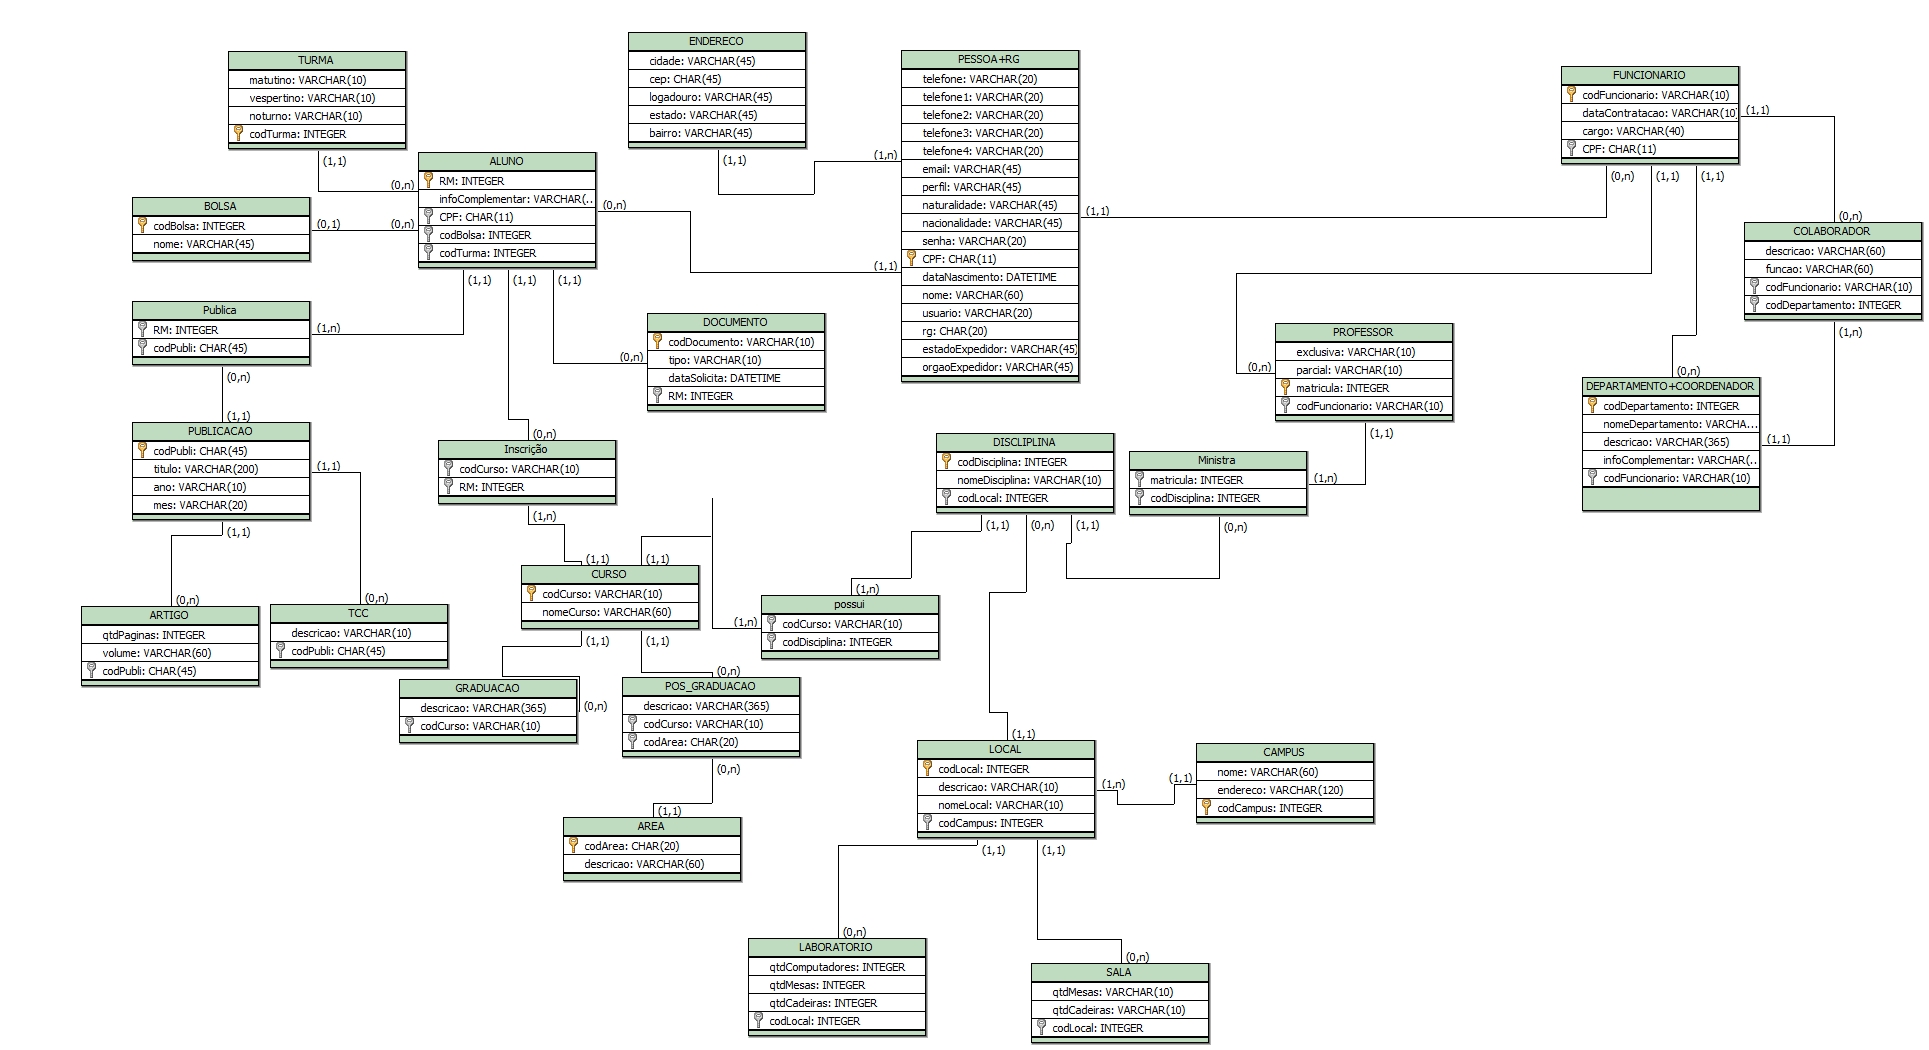 TURMA
matutino: VARCHAR(10)
vespertino: VARCHAR(10)
noturno: VARCHAR(10)
codTurma: INTEGER
(1,1)
(0,n)
ENDERECO
cidade: VARCHAR(45)
cep: CHAR(45)
logadouro: VARCHAR(45)
estado: VARCHAR(45)
bairro: VARCHAR(45)
(1,1)
(1,n)
PESSOA+RG
telefone: VARCHAR(20)
telefone1: VARCHAR(20)
telefone2: VARCHAR(20)
telefone3: VARCHAR(20)
telefone4: VARCHAR(20)
email: VARCHAR(45)
perfil: VARCHAR(45)
naturalidade: VARCHAR(45)
nacionalidade: VARCHAR(45)
senha: VARCHAR(20)
CPF: CHAR(11)
dataNascimento: DATETIME
nome: VARCHAR(60)
usuario: VARCHAR(20)
rg: CHAR(20)
estadoExpedidor: VARCHAR(45)
orgaoExpedidor: VARCHAR(45)
(1,1)
(1,1)
FUNCIONARIO
codFuncionario: VARCHAR(10)
dataContratacao: VARCHAR(10)
cargo: VARCHAR(40)
CPF: CHAR(11)
(1,1)
(0,n)
(1,1)
(1,1)
ALUNO
RM: INTEGER
infoComplementar: VARCHAR(..
CPF: CHAR(11)
codBolsa: INTEGER
codTurma: INTEGER
(0,n)
(1,1)
(1,1)
(1,1)
BOLSA
codBolsa: INTEGER
nome: VARCHAR(45)
(0,1)
(0,n)
(0,n)
COLABORADOR
descricao: VARCHAR(60)
funcao: VARCHAR(60)
codFuncionario: VARCHAR(10)
codDepartamento: INTEGER
(1,n)
Publica
RM: INTEGER
codPubli: CHAR(45)
(1,n)
(0,n)
DOCUMENTO
codDocumento: VARCHAR(10)
tipo: VARCHAR(10)
dataSolicita: DATETIME
RM: INTEGER
(0,n)
PROFESSOR
exclusiva: VARCHAR(10)
parcial: VARCHAR(10)
matricula: INTEGER
codFuncionario: VARCHAR(10)
(0,n)
(1,1)
(0,n)
DEPARTAMENTO+COORDENADOR
codDepartamento: INTEGER
nomeDepartamento: VARCHA...
descricao: VARCHAR(365)
infoComplementar: VARCHAR(..
codFuncionario: VARCHAR(10)
(1,1)
(1,1)
PUBLICACAO
codPubli: CHAR(45)
titulo: VARCHAR(200)
ano: VARCHAR(10)
mes: VARCHAR(20)
(1,1)
(1,1)
(0,n)
Inscrição
codCurso: VARCHAR(10)
RM: INTEGER
(1,n)
DISCLIPLINA
codDisciplina: INTEGER
nomeDisciplina: VARCHAR(10)
codLocal: INTEGER
(1,1)
(0,n)
(1,1)
Ministra
matricula: INTEGER
codDisciplina: INTEGER
(1,n)
(0,n)
(1,1)
(1,1)
CURSO
codCurso: VARCHAR(10)
nomeCurso: VARCHAR(60)
(1,1)
(1,1)
(1,n)
possui
codCurso: VARCHAR(10)
codDisciplina: INTEGER
(1,n)
(0,n)
ARTIGO
qtdPaginas: INTEGER
volume: VARCHAR(60)
codPubli: CHAR(45)
(0,n)
TCC
descricao: VARCHAR(10)
codPubli: CHAR(45)
GRADUACAO
descricao: VARCHAR(365)
codCurso: VARCHAR(10)
(0,n)
(0,n)
POS_GRADUACAO
descricao: VARCHAR(365)
codCurso: VARCHAR(10)
codArea: CHAR(20)
(0,n)
(1,1)
AREA
codArea: CHAR(20)
descricao: VARCHAR(60)
(1,1)
LOCAL
codLocal: INTEGER
descricao: VARCHAR(10)
nomeLocal: VARCHAR(10)
codCampus: INTEGER
(1,n)
(1,1)
(1,1)
(1,1)
CAMPUS
nome: VARCHAR(60)
endereco: VARCHAR(120)
codCampus: INTEGER
(0,n)
LABORATORIO
qtdComputadores: INTEGER
qtdMesas: INTEGER
qtdCadeiras: INTEGER
codLocal: INTEGER
(0,n)
SALA
qtdMesas: VARCHAR(10)
qtdCadeiras: VARCHAR(10)
codLocal: INTEGER